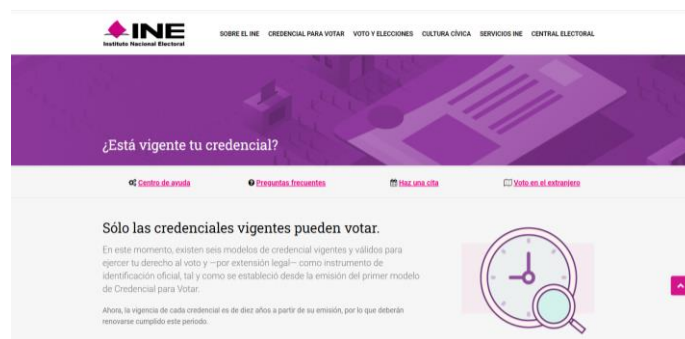 INE
Instituto Nacional Electoral
SOBRE EL INE CREDENCIAL PARA VOTAR VOTO Y ELECCIONES CULTURA CÍVICA SERVICIOS INE CENTRAL ELECTORAL
¿Está vigente tu credencial?
Centro de ayuda Preguntas frecuentes Haz una cita Voto en el extranjero
Sólo las credenciales vigentes pueden votar.
En este momento, existen seis modelos de credencial vigentes y válidos para
ejercer tu derecho al voto y —por extensión legal— como instrumento de
identificación oficial, tal y como se estableció desde la emisión del primer modelo
de Credencial para Votar.
Ahora, la vigencia de cada credencial es de diez años a partir de su emisión, por lo que deberán
renovarse cumplido este periodo.